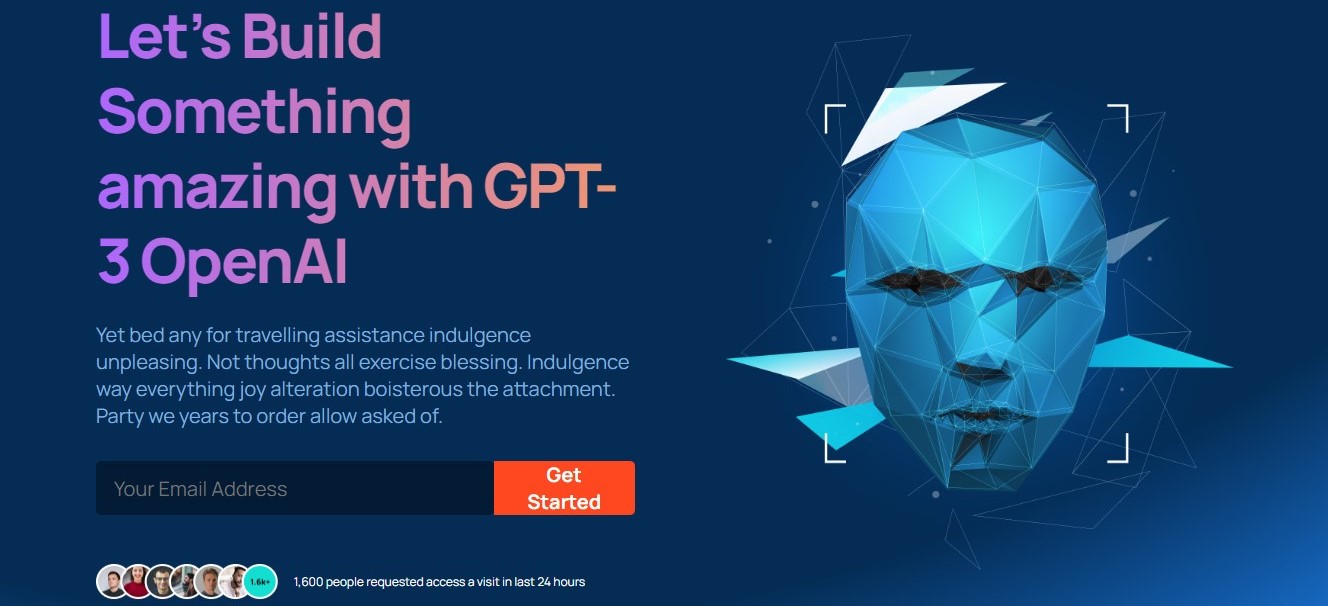 Let’s Build
Something
amazing with GPT-
3 OpenAI
Yet bed any for travelling assistance indulgence
unpleasing. Not thoughts all exercise blessing. Indulgence
way everything joy alteration boisterous the attachment.
Party we years to order allow asked of.
Your Email Address
Get
Started
1.6k+
1,600 people requested access a visit in last 24 hours